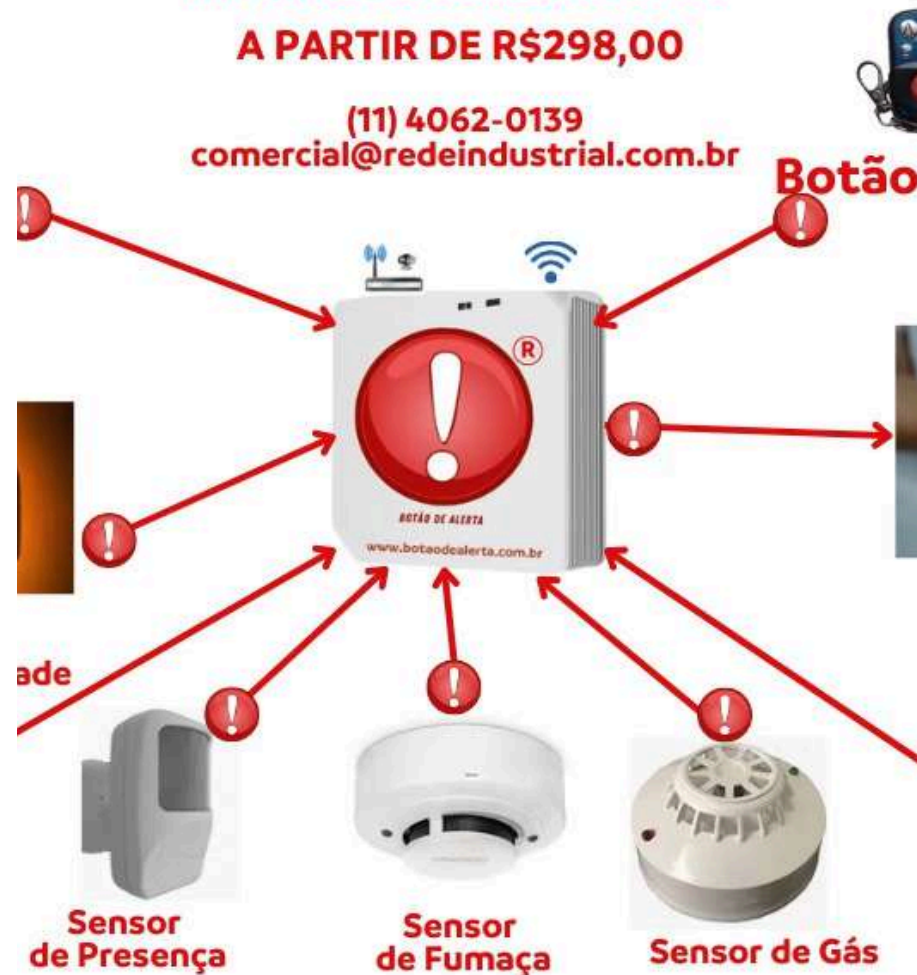 A PARTIR DE R$298,00
(11) 4062-0139
comercial@redeindustrial.com.br
Botão
R
BOTÃO DE ALERTA
www.botaodealerta.com.br
ade
Sensor
de Presença
Sensor
de Fumaça
Sensor de Gás